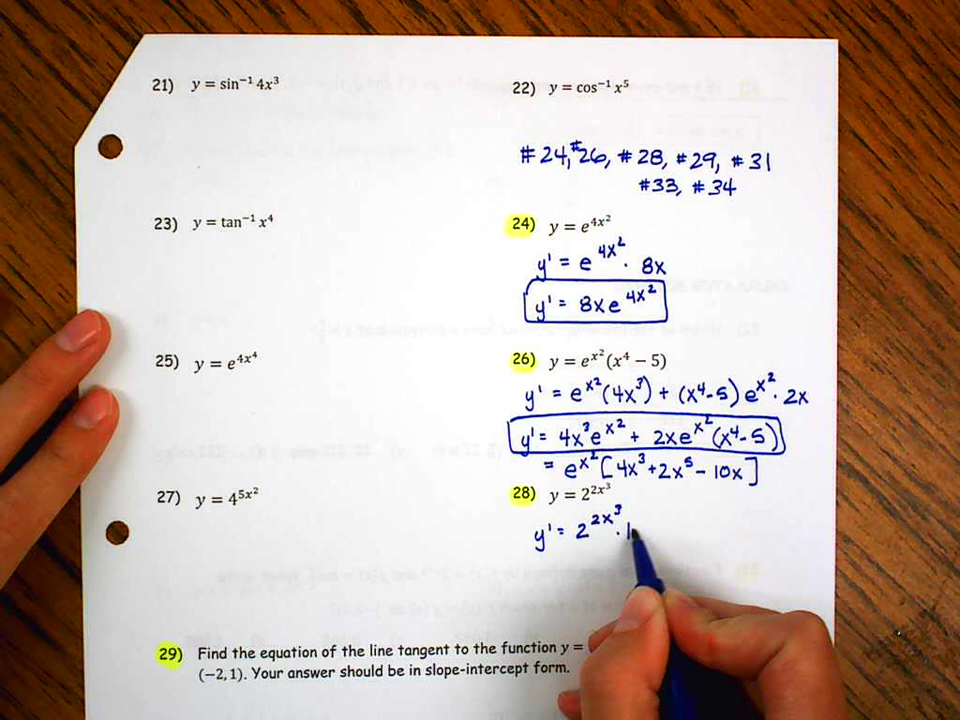 21) y = sin⁻¹ 4x³
22) y = cos⁻¹ x⁵
#24, #26, #28, #29, #31
#33, #34
23) y = tan⁻¹ x⁴
24) y = e^{4x²}
y' = e^{4x²} · 8x
y' = 8xe^{4x²}
25) y = e^{4x⁴}
26) y = e^{x²}(x⁴ − 5)
y' = e^{x²}(4x³) + (x⁴-5) e^{x²} · 2x
y' = 4x³e^{x²} + 2xe^{x²}(x⁴-5)
= e^{x²}[4x³+2x⁵-10x]
27) y = 4^{5x²}
28) y = 2^{2x³}
y' = 2^{2x³} ·
29) Find the equation of the line tangent to the function y =
(−2, 1). Your answer should be in slope-intercept form.